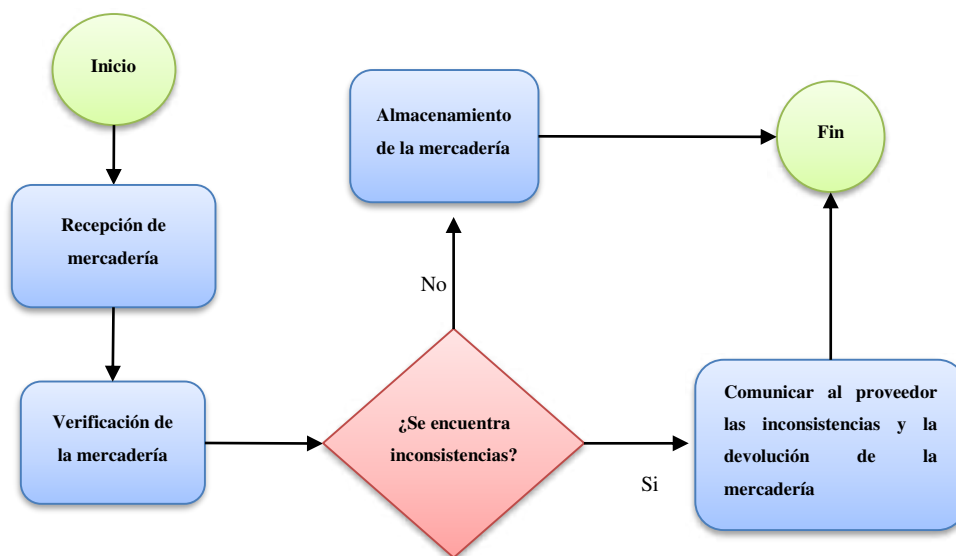 Inicio
Recepción de
mercadería
Verificación de
la mercadería
¿Se encuentra
inconsistencias?
No
Almacenamiento
de la mercadería
Si
Comunicar al proveedor
las inconsistencias y la
devolución de la
mercadería
Fin